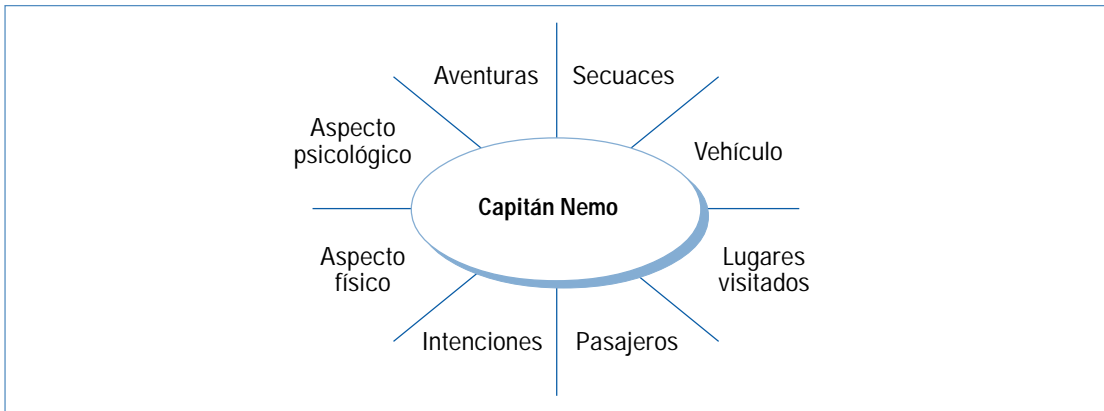 Aventuras
Secuaces
Aspecto
psicológico
Vehículo
Capitán Nemo
Aspecto
físico
Lugares
visitados
Intenciones
Pasajeros